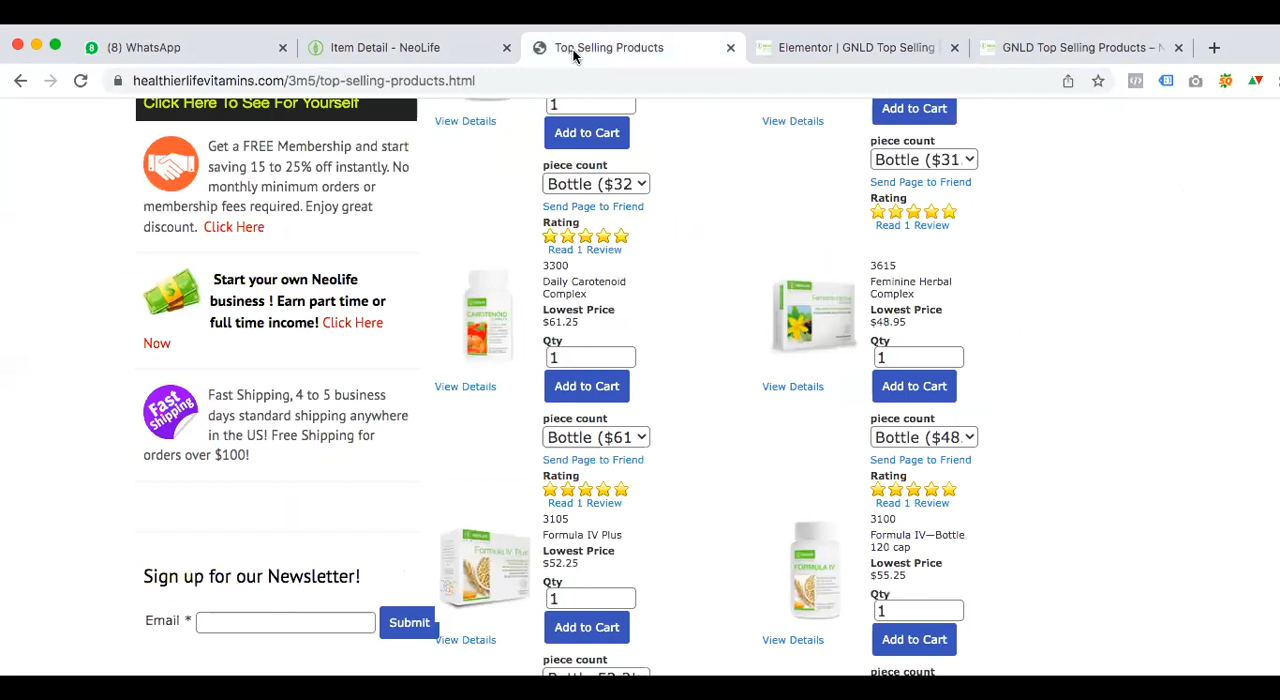 (8) WhatsApp
Item Detail - NeoLife
Top Selling Products
Elementor | GNLD Top Selling
GNLD Top Selling Products – N
healthierlifevitamins.com/3m5/top-selling-products.html
Click Here To See For Yourself
Get a FREE Membership and start
saving 15 to 25% off instantly. No
monthly minimum orders or
membership fees required. Enjoy great
discount. Click Here
Start your own Neolife
business ! Earn part time or
full time income! Click Here
Now
Fast Shipping
Fast Shipping, 4 to 5 business
days standard shipping anywhere
in the US! Free Shipping for
orders over $100!
Sign up for our Newsletter!
Email *
Submit
1
View Details
Add to Cart
piece count
Bottle ($32
Send Page to Friend
Rating
Read 1 Review
View Details
Add to Cart
piece count
Bottle ($31.
Send Page to Friend
Rating
Read 1 Review
3300
Daily Carotenoid
Complex
Lowest Price
$61.25
Qty
1
View Details
Add to Cart
piece count
Bottle ($61
Send Page to Friend
Rating
Read 1 Review
3615
Feminine Herbal
Complex
Lowest Price
$48.95
Qty
1
View Details
Add to Cart
piece count
Bottle ($48.
Send Page to Friend
Rating
Read 1 Review
3105
Formula IV Plus
Lowest Price
$52.25
Qty
1
View Details
Add to Cart
piece count
3100
Formula IV—Bottle
120 cap
Lowest Price
$55.25
Qty
1
View Details
Add to Cart
piece count